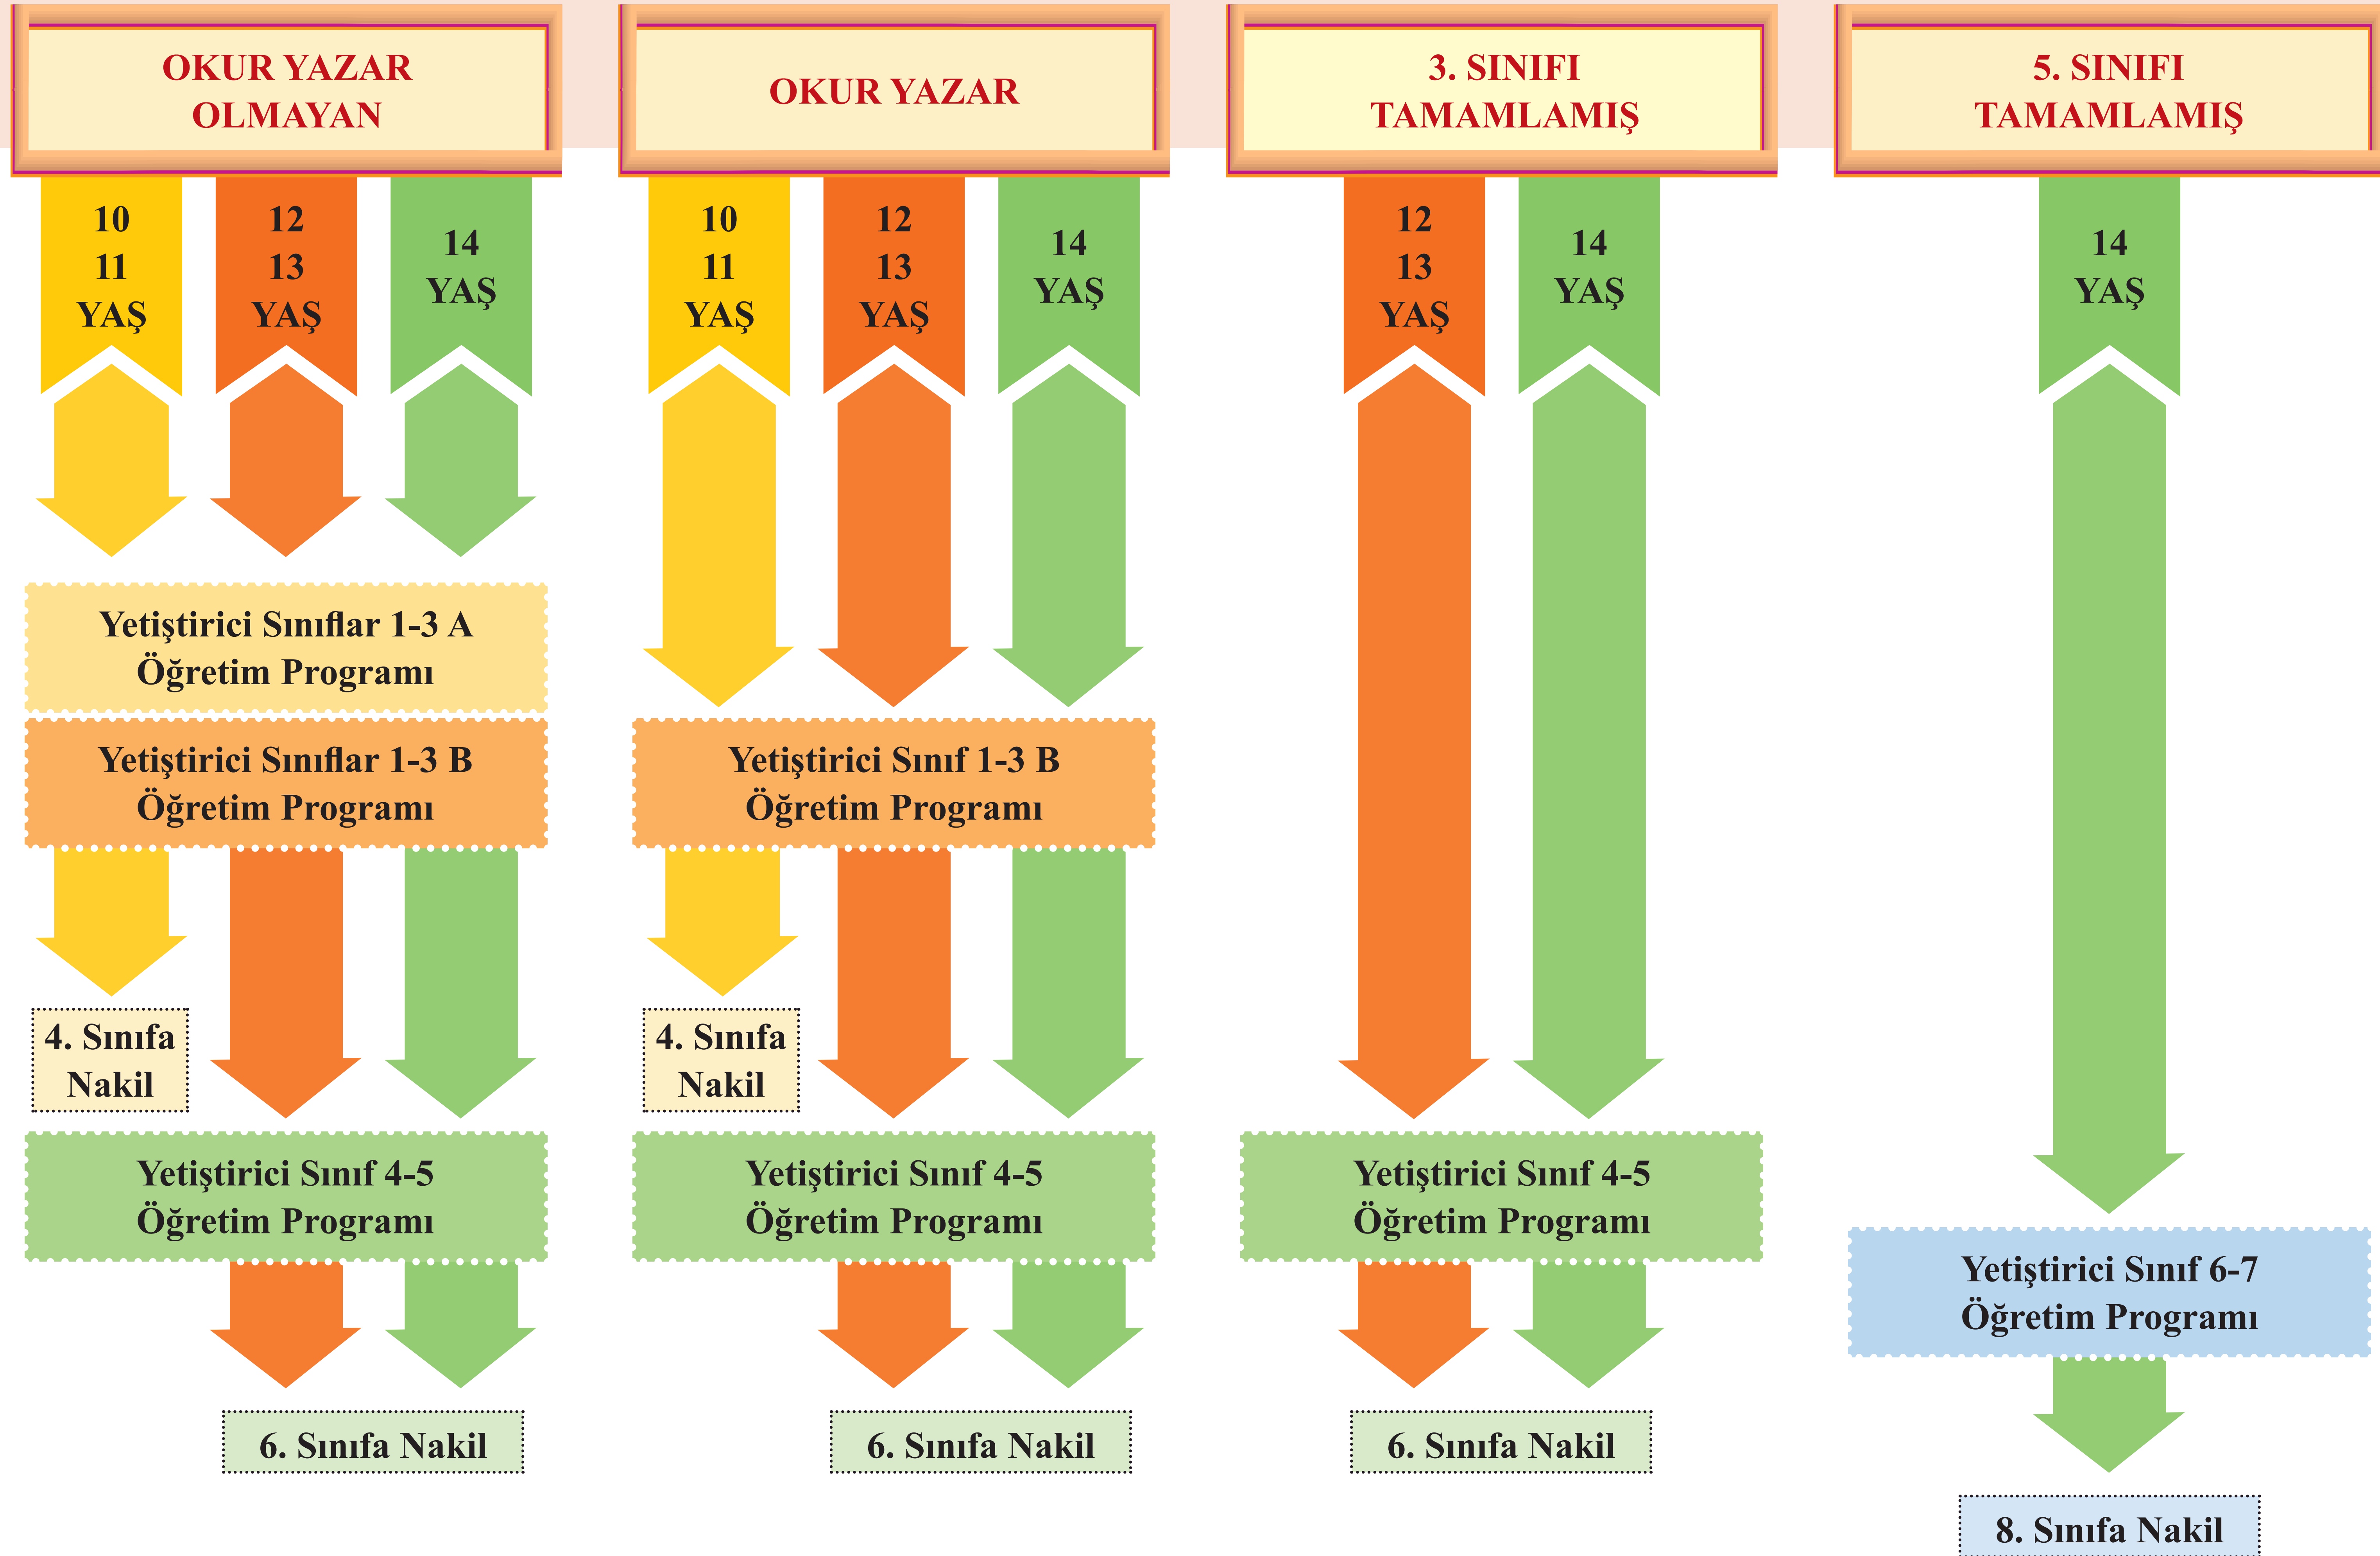 OKUR YAZAR
OLMAYAN
10
11
YAŞ
12
13
YAŞ
14
YAŞ
Yetiştirici Sınıflar 1-3 A
Öğretim Programı
Yetiştirici Sınıflar 1-3 B
Öğretim Programı
4. Sınıfa
Nakil
Yetiştirici Sınıf 4-5
Öğretim Programı
6. Sınıfa Nakil
OKUR YAZAR
10
11
YAŞ
12
13
YAŞ
14
YAŞ
Yetiştirici Sınıf 1-3 B
Öğretim Programı
4. Sınıfa
Nakil
Yetiştirici Sınıf 4-5
Öğretim Programı
6. Sınıfa Nakil
3. SINIFI
TAMAMLAMIŞ
12
13
YAŞ
14
YAŞ
Yetiştirici Sınıf 4-5
Öğretim Programı
6. Sınıfa Nakil
5. SINIFI
TAMAMLAMIŞ
14
YAŞ
Yetiştirici Sınıf 6-7
Öğretim Programı
8. Sınıfa Nakil